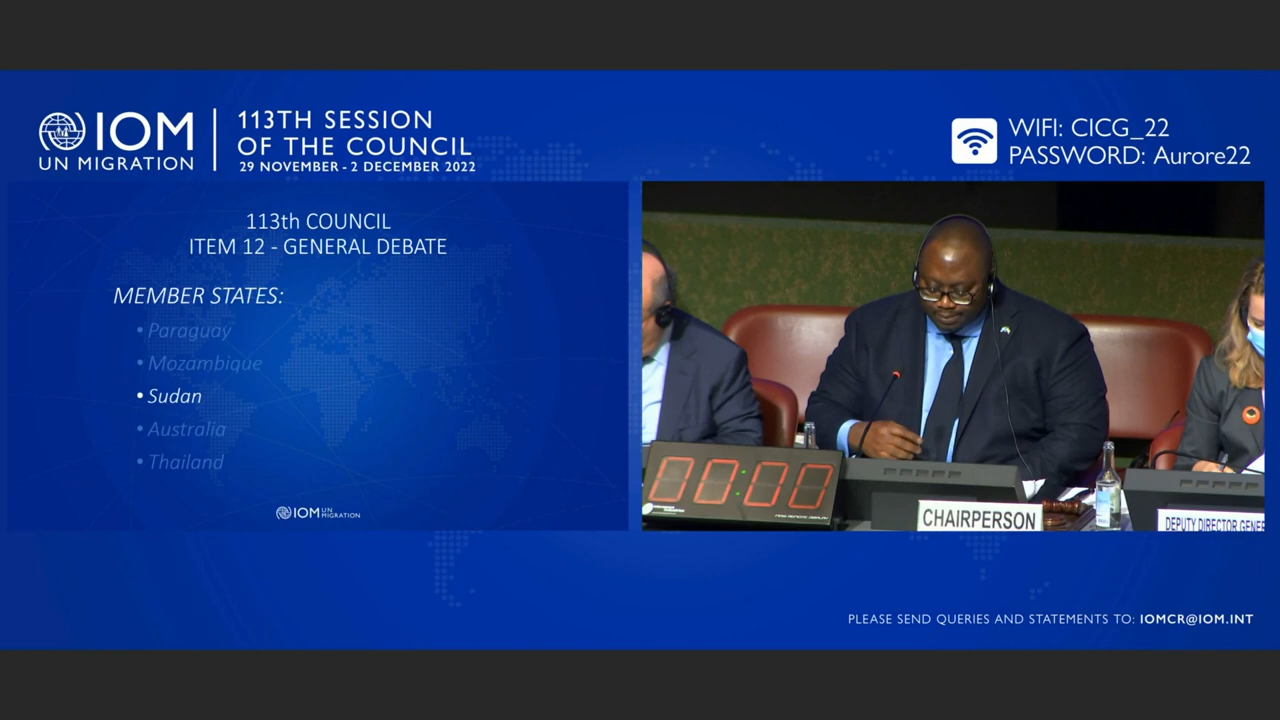 IOM
UN MIGRATION
113TH SESSION
OF THE COUNCIL
29 NOVEMBER - 2 DECEMBER 2022
WIFI: CICG_22
PASSWORD: Aurore22
113th COUNCIL
ITEM 12 - GENERAL DEBATE
MEMBER STATES:
• Paraguay
• Mozambique
• Sudan
• Australia
• Thailand
IOM UN
MIGRATION
00:00
CHAIRPERSON
DEPUTY DIRECTOR GENER
PLEASE SEND QUERIES AND STATEMENTS TO: IOMCR@IOM.INT